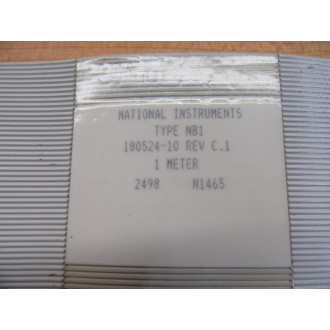 NATIONAL INSTRUMENTS
TYPE NB1
180524-10 REV C.1
1 METER
2498 N1465